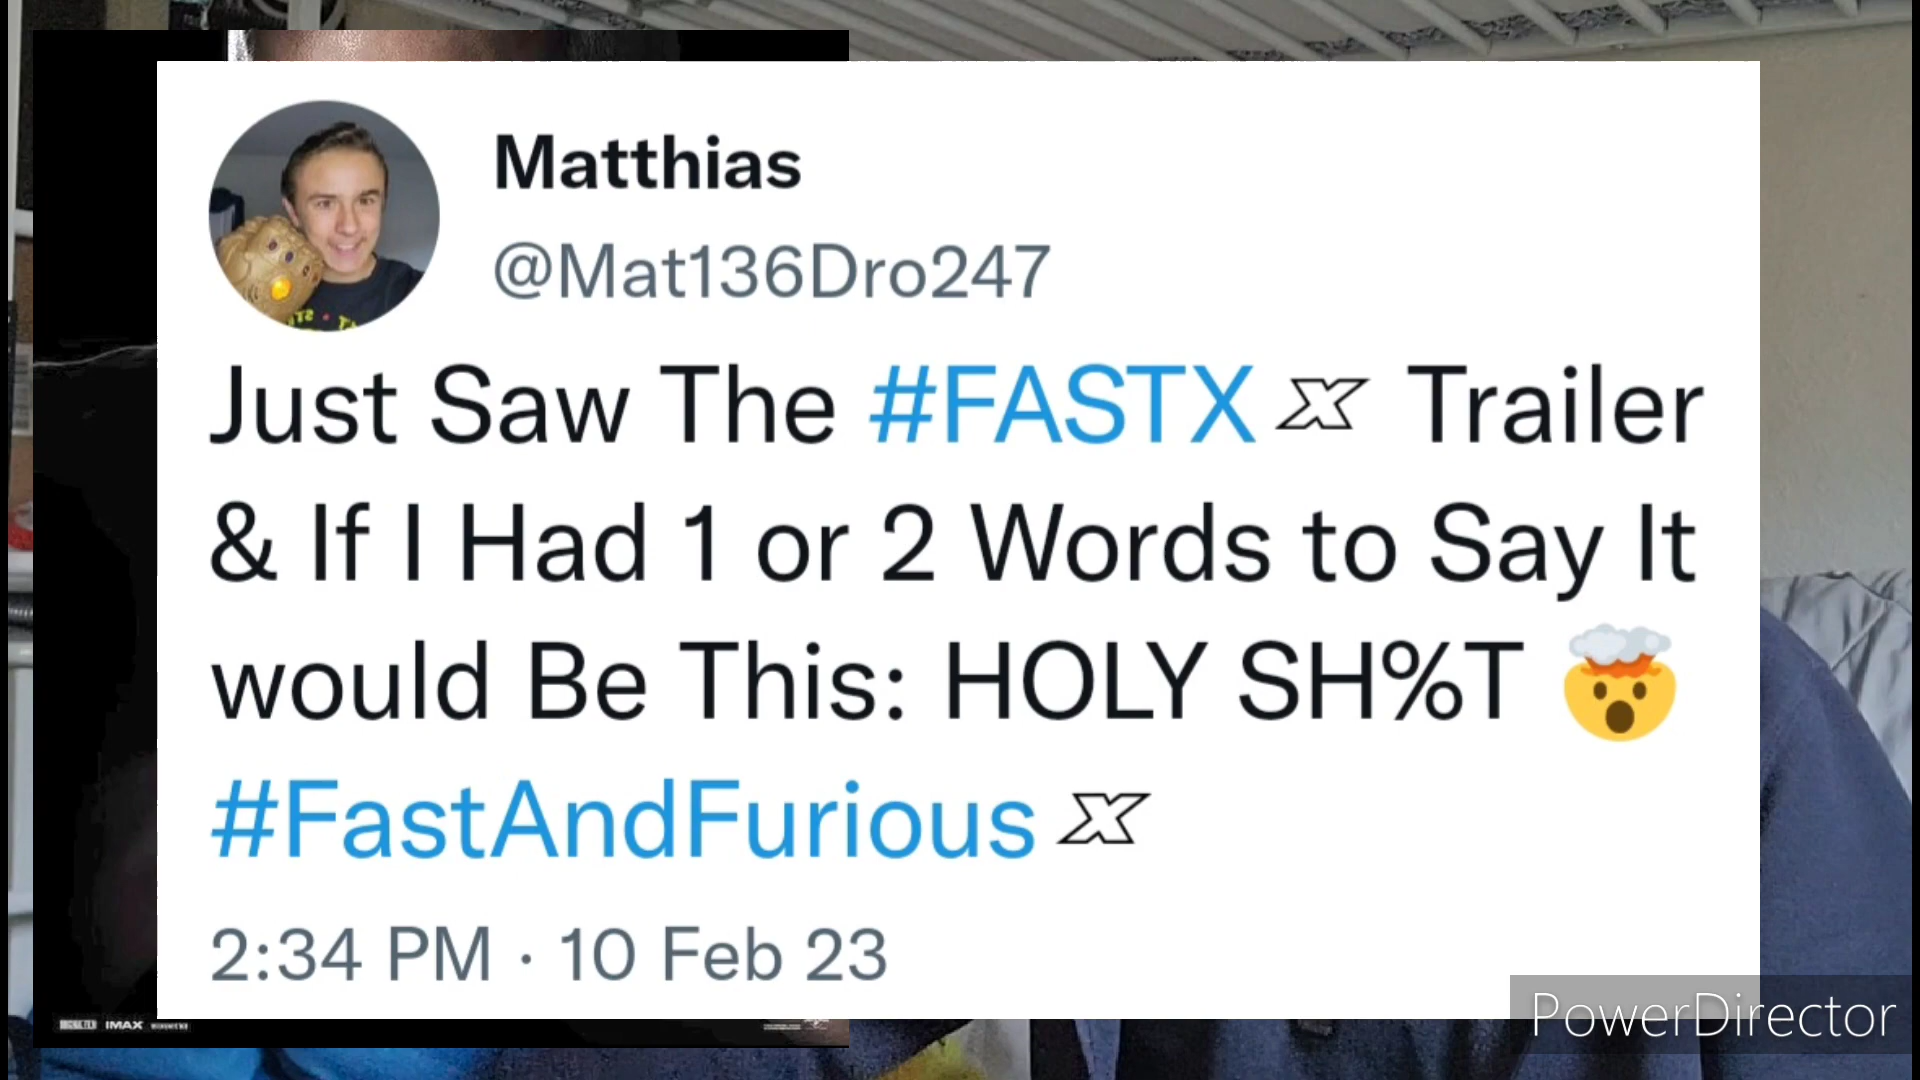 Matthias
@Mat136Dro247
Just Saw The #FASTX X Trailer
& If I Had 1 or 2 Words to Say It
would Be This: HOLY SH%T 🤯
#FastAndFurious X
2:34 PM · 10 Feb 23
IMAX
PowerDirector